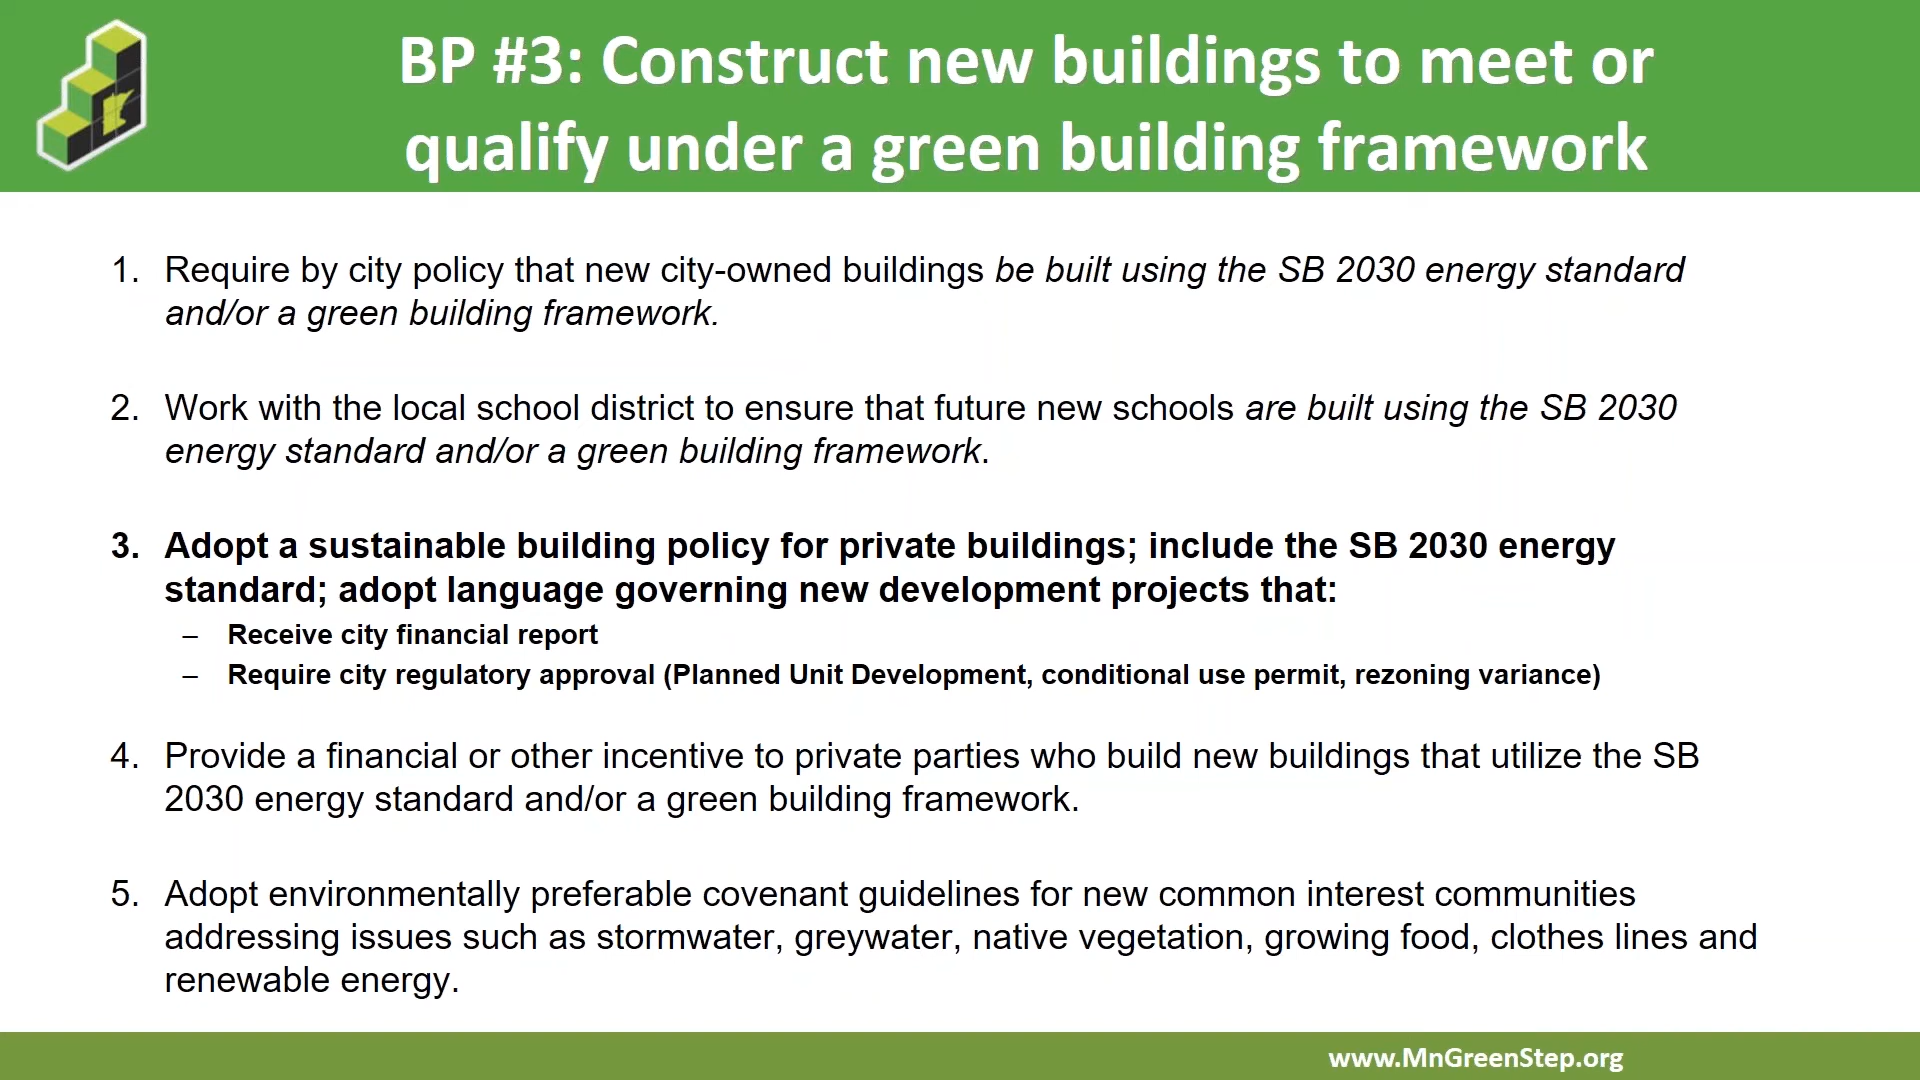 BP #3: Construct new buildings to meet or
qualify under a green building framework
1. Require by city policy that new city-owned buildings be built using the SB 2030 energy standard
and/or a green building framework.
2. Work with the local school district to ensure that future new schools are built using the SB 2030
energy standard and/or a green building framework.
3. Adopt a sustainable building policy for private buildings; include the SB 2030 energy
standard; adopt language governing new development projects that:
– Receive city financial report
– Require city regulatory approval (Planned Unit Development, conditional use permit, rezoning variance)
4. Provide a financial or other incentive to private parties who build new buildings that utilize the SB
2030 energy standard and/or a green building framework.
5. Adopt environmentally preferable covenant guidelines for new common interest communities
addressing issues such as stormwater, greywater, native vegetation, growing food, clothes lines and
renewable energy.
www.MnGreenStep.org